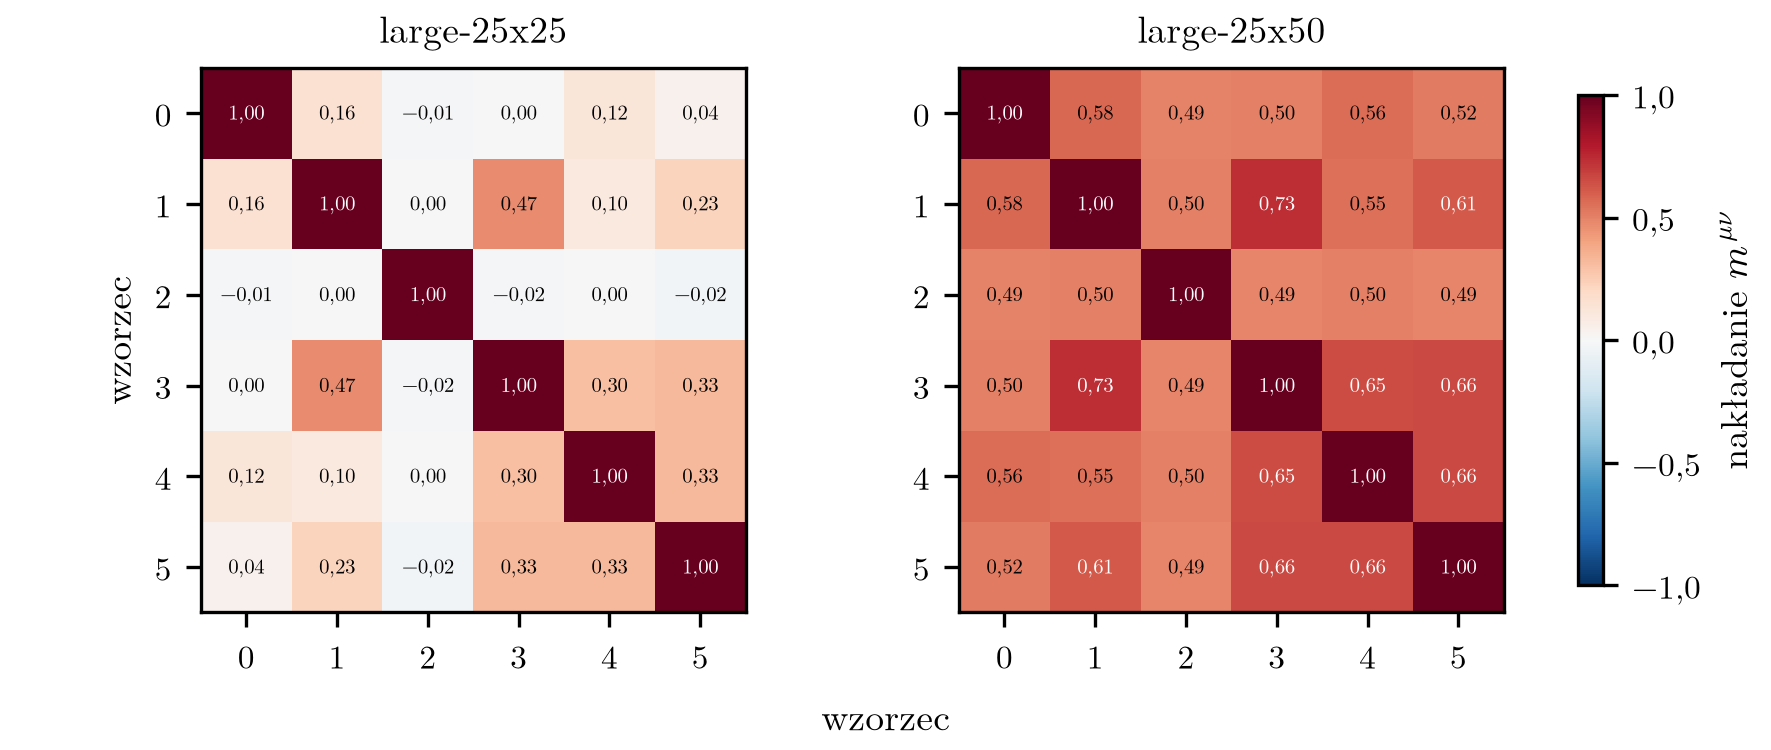 large-25x25
large-25x50
0 1,00 0,16 −0,01 0,00 0,12 0,04
1 0,16 1,00 0,00 0,47 0,10 0,23
2 −0,01 0,00 1,00 −0,02 0,00 −0,02
3 0,00 0,47 −0,02 1,00 0,30 0,33
4 0,12 0,10 0,00 0,30 1,00 0,33
5 0,04 0,23 −0,02 0,33 0,33 1,00
0 1 2 3 4 5
wzorzec
0 1,00 0,58 0,49 0,50 0,56 0,52
1 0,58 1,00 0,50 0,73 0,55 0,61
2 0,49 0,50 1,00 0,49 0,50 0,49
3 0,50 0,73 0,49 1,00 0,65 0,66
4 0,56 0,55 0,50 0,65 1,00 0,66
5 0,52 0,61 0,49 0,66 0,66 1,00
0 1 2 3 4 5
wzorzec
1,0
0,5
0,0
−0,5
−1,0
nakładanie m^{μν}